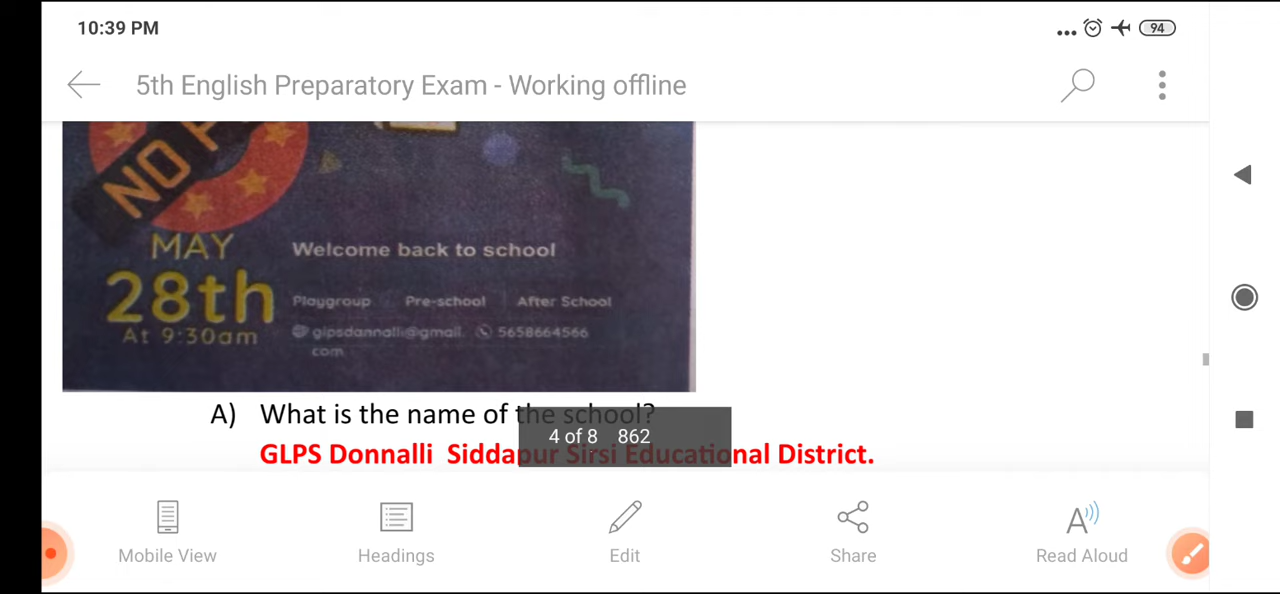 10:39 PM
94
5th English Preparatory Exam - Working offline
NO
MAY
28th
At 9:30am
Welcome back to school
Playgroup Pre-school After School
glpsdannalli@gmail. 5658664566
com
A) What is the name of the school?
4 of 8 862
GLPS Donnalli Siddapur Sirsi Educational District.
Mobile View
Headings
Edit
Share
Read Aloud